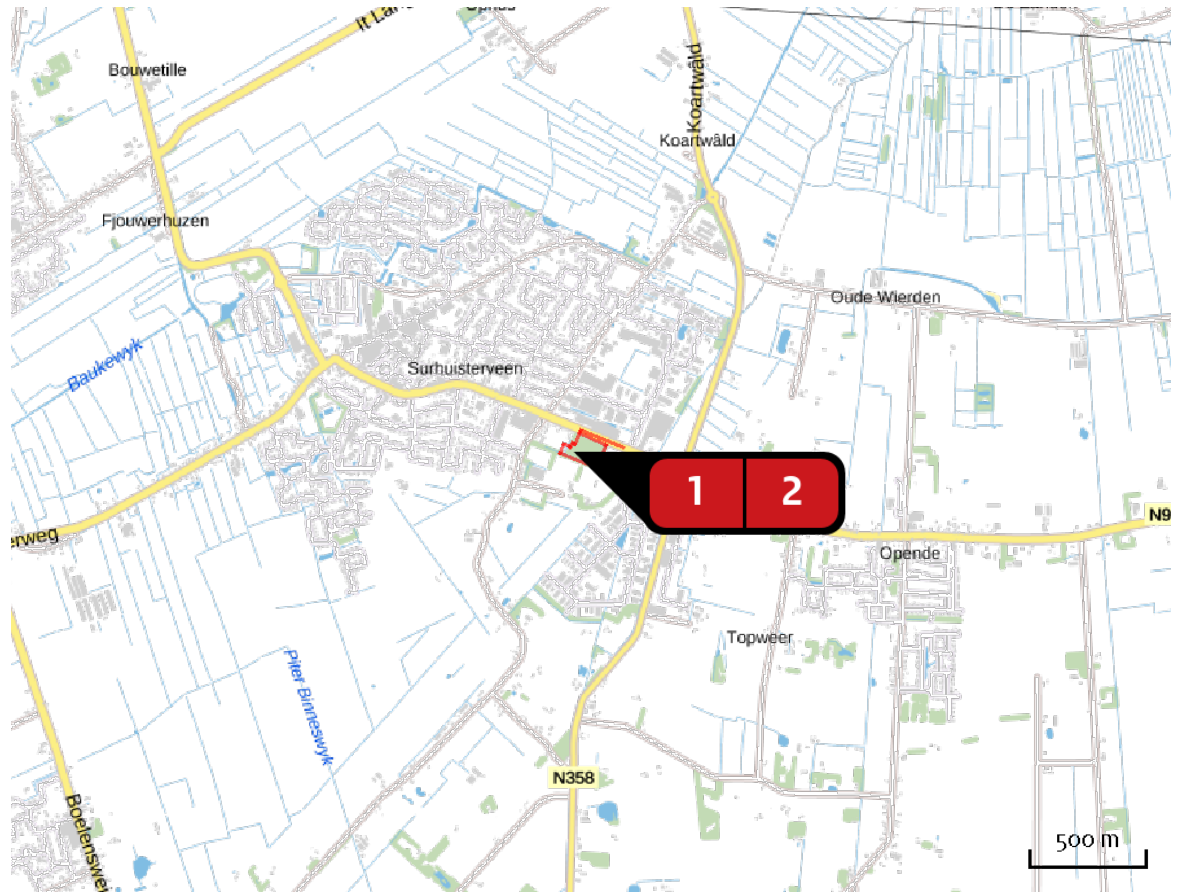 It
Bouwetille
Koartwâld
Koartwâld
Fjouwerhuzen
Oude Wierden
Baukewyk
Surhuisterveen
1 2
N9
erweg
Opende
Topweer
Piter Binneswyk
N358
Boelenswe
500 m